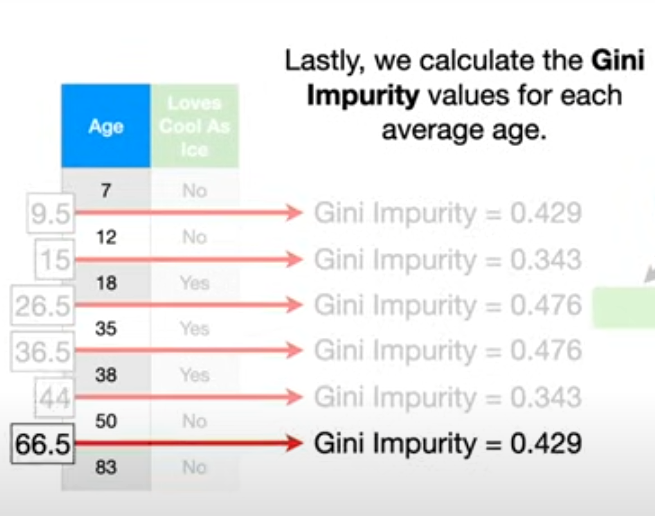 Lastly, we calculate the Gini
Impurity values for each
average age.
Age
Loves
Cool As
Ice
7 No
9.5 Gini Impurity = 0.429
12 No
15 Gini Impurity = 0.343
18 Yes
26.5 Gini Impurity = 0.476
35 Yes
36.5 Gini Impurity = 0.476
38 Yes
44 Gini Impurity = 0.343
50 No
66.5 Gini Impurity = 0.429
83 No